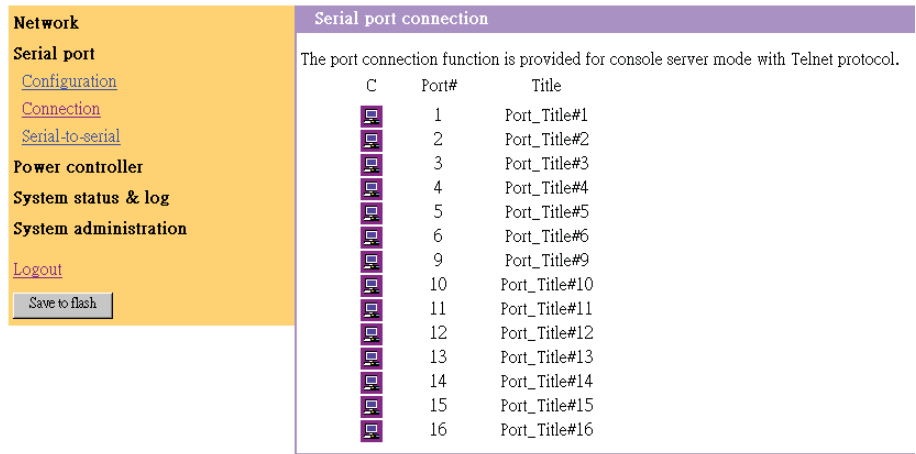 Network
Serial port
Configuration
Connection
Serial-to-serial
Power controller
System status & log
System administration
Logout
Save to flash
Serial port connection
The port connection function is provided for console server mode with Telnet protocol.
C Port# Title
1 Port_Title#1
2 Port_Title#2
3 Port_Title#3
4 Port_Title#4
5 Port_Title#5
6 Port_Title#6
9 Port_Title#9
10 Port_Title#10
11 Port_Title#11
12 Port_Title#12
13 Port_Title#13
14 Port_Title#14
15 Port_Title#15
16 Port_Title#16